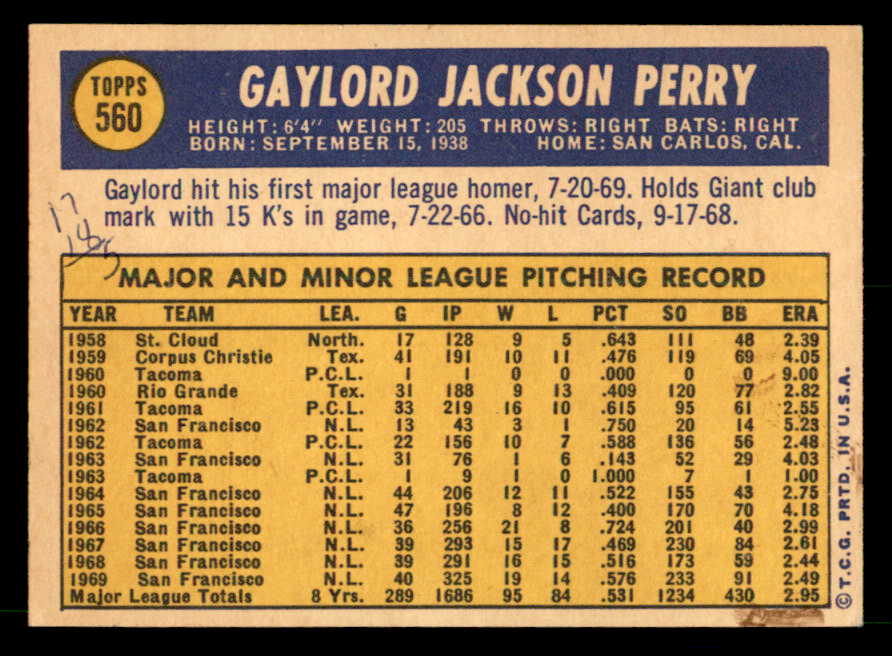 TOPPS
560
GAYLORD JACKSON PERRY
HEIGHT: 6'4" WEIGHT: 205 THROWS: RIGHT BATS: RIGHT
BORN: SEPTEMBER 15, 1938 HOME: SAN CARLOS, CAL.
Gaylord hit his first major league homer, 7-20-69. Holds Giant club
mark with 15 K's in game, 7-22-66. No-hit Cards, 9-17-68.
17
MAJOR AND MINOR LEAGUE PITCHING RECORD
YEAR TEAM LEA. G IP W L PCT SO BB ERA
1958 St. Cloud North. 17 128 9 5 .643 111 48 2.39
1959 Corpus Christie Tex. 41 191 10 11 .476 119 69 4.05
1960 Tacoma P.C.L. 1 1 0 0 .000 0 0 9.00
1960 Rio Grande Tex. 31 188 9 13 .409 120 77 2.82
1961 Tacoma P.C.L. 33 219 16 10 .615 95 61 2.55
1962 San Francisco N.L. 13 43 3 1 .750 20 14 5.23
1962 Tacoma P.C.L. 22 156 10 7 .588 136 56 2.48
1963 San Francisco N.L. 31 76 1 6 .143 52 29 4.03
1963 Tacoma P.C.L. 1 9 1 0 1.000 7 1 1.00
1964 San Francisco N.L. 44 206 12 11 .522 155 43 2.75
1965 San Francisco N.L. 47 196 8 12 .400 170 70 4.18
1966 San Francisco N.L. 36 256 21 8 .724 201 40 2.99
1967 San Francisco N.L. 39 293 15 17 .469 230 84 2.61
1968 San Francisco N.L. 39 291 16 15 .516 173 59 2.44
1969 San Francisco N.L. 40 325 19 14 .576 233 91 2.49
Major League Totals 8 Yrs. 289 1686 95 84 .531 1234 430 2.95
© T.C.G. PRTD. IN U.S.A.